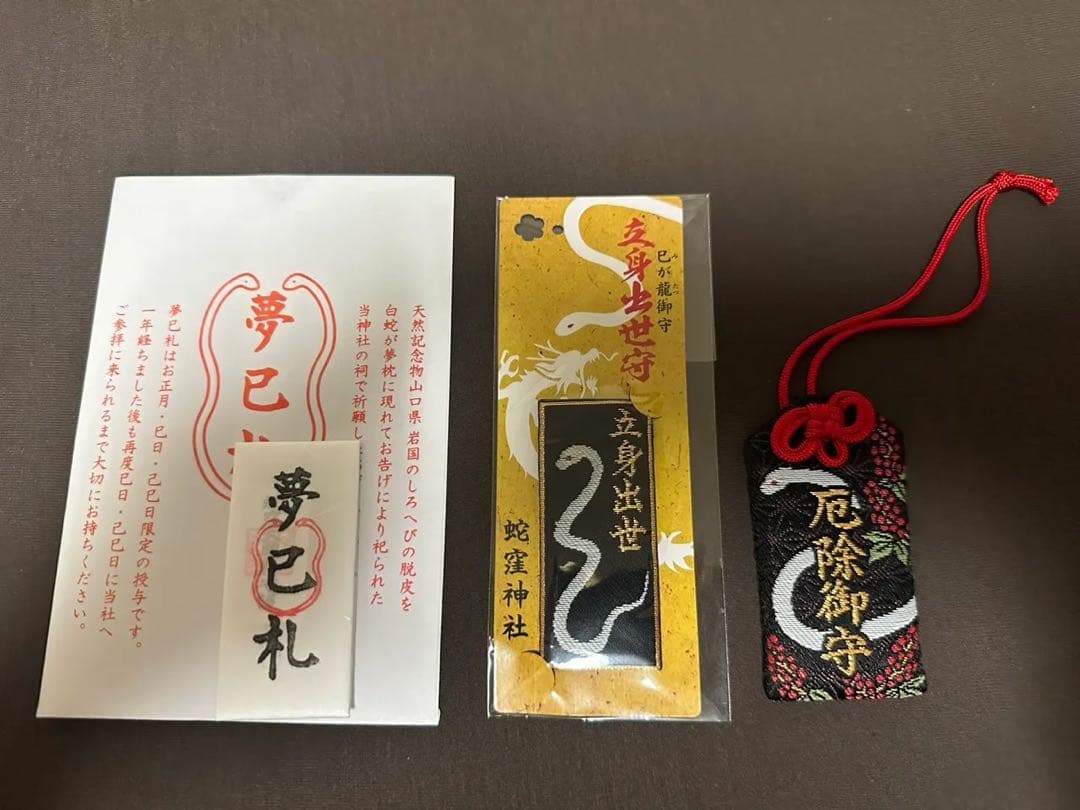 天然記念物山口県 岩国のしろへびの脱皮を
白蛇が夢枕に現れてお告げにより祀られた
当神社の祠で祈願し
夢巳
夢巳札はお正月・巳日・己巳日限定の授与です。
一年経ちました後も再度巳日・己巳日に当社へ
ご参拝に来られるまで大切にお持ちください。
夢巳札
立身出世守
巳が龍御守
み
たつ
立身出世
蛇窪神社
厄除御守